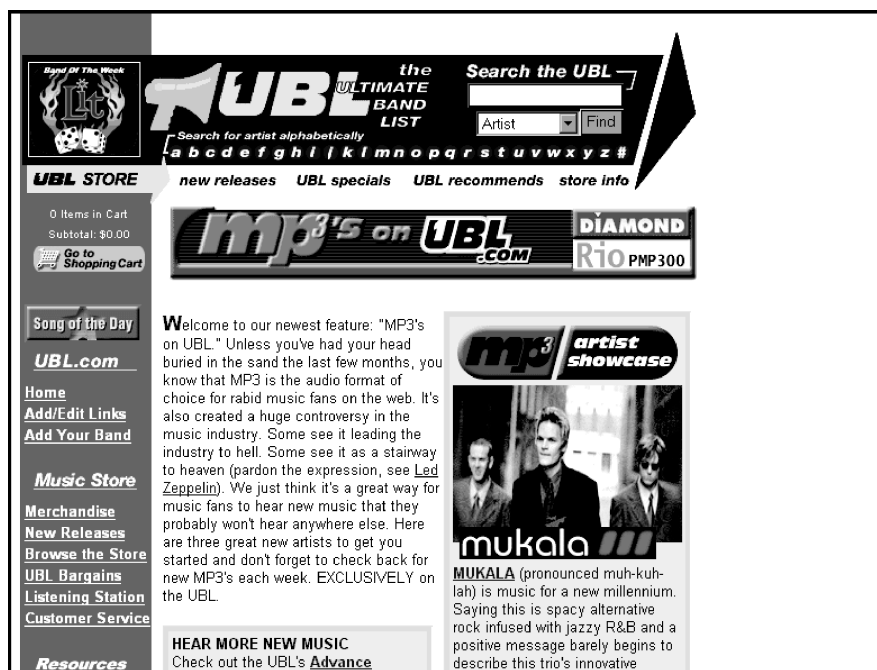 Band Of The Week
Lit
UBL
the
ULTIMATE
BAND
LIST
Search the UBL
Artist
Find
Search for artist alphabetically
a b c d e f g h i j k l m n o p q r s t u v w x y z #
UBL STORE
new releases UBL specials UBL recommends store info
0 Items in Cart
Subtotal: $0.00
Go to
Shopping Cart
mp3's on UBL.COM
DIAMOND
Rio PMP300
Song of the Day
UBL.com
Home
Add/Edit Links
Add Your Band
Music Store
Merchandise
New Releases
Browse the Store
UBL Bargains
Listening Station
Customer Service
Resources
Welcome to our newest feature: "MP3's
on UBL." Unless you've had your head
buried in the sand the last few months, you
know that MP3 is the audio format of
choice for rabid music fans on the web. It's
also created a huge controversy in the
music industry. Some see it leading the
industry to hell. Some see it as a stairway
to heaven (pardon the expression, see Led
Zeppelin). We just think it's a great way for
music fans to hear new music that they
probably won't hear anywhere else. Here
are three great new artists to get you
started and don't forget to check back for
new MP3's each week. EXCLUSIVELY on
the UBL.
HEAR MORE NEW MUSIC
Check out the UBL's Advance
mp3 artist
showcase
mukala
MUKALA (pronounced muh-kuh-
lah) is music for a new millennium.
Saying this is spacy alternative
rock infused with jazzy R&B and a
positive message barely begins to
describe this trio's innovative